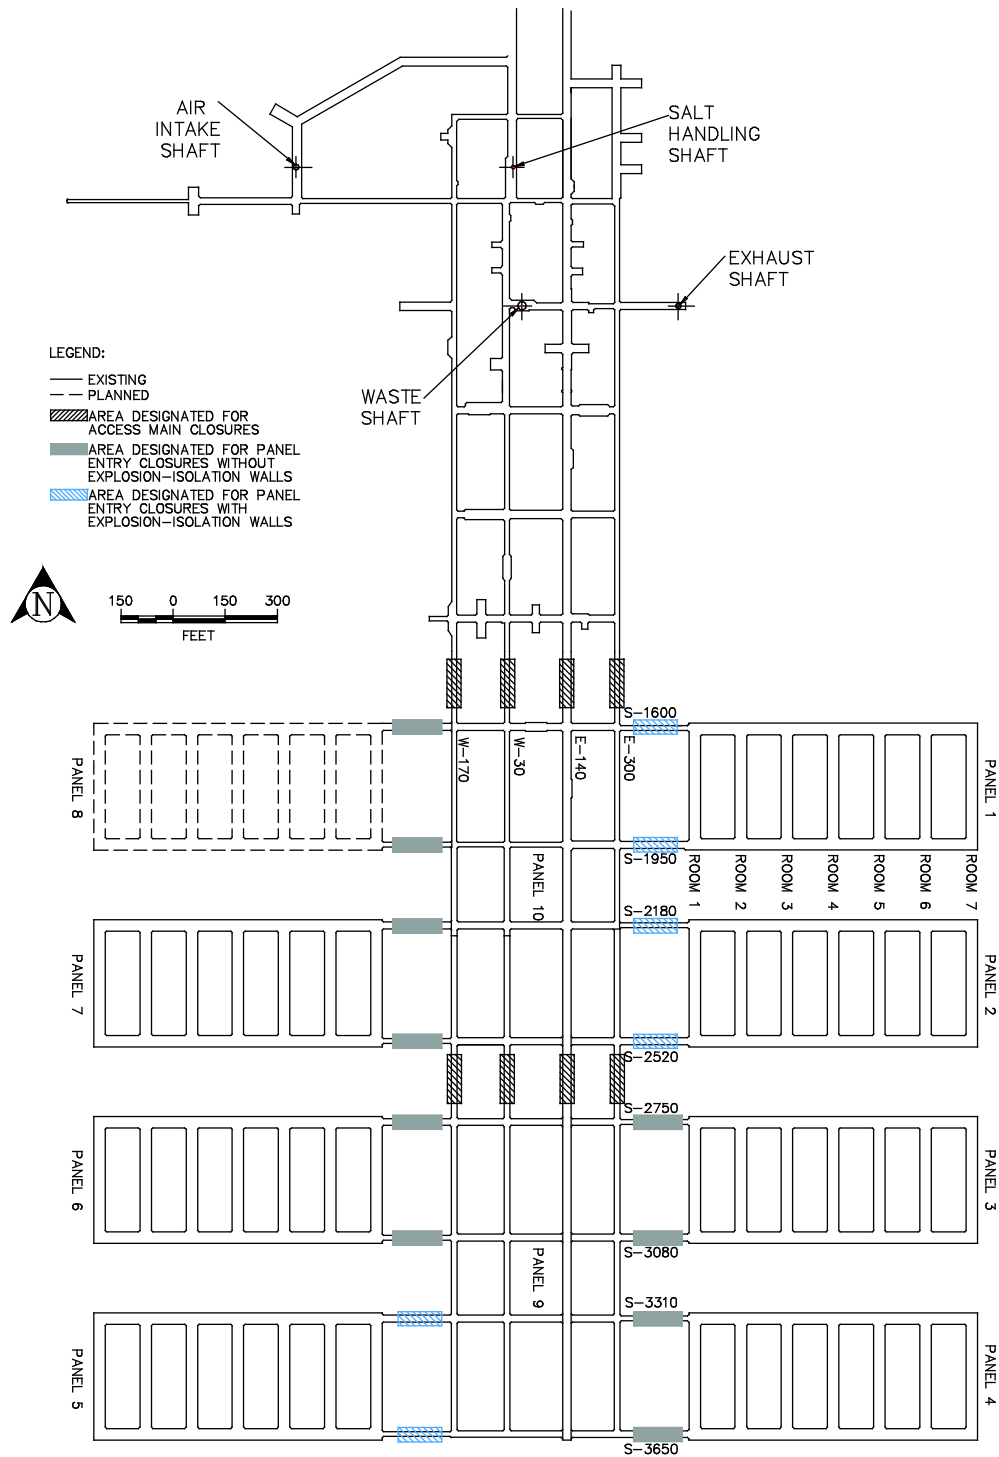 AIR
INTAKE
SHAFT
SALT
HANDLING
SHAFT
EXHAUST
SHAFT
WASTE
SHAFT
LEGEND:
EXISTING
PLANNED
AREA DESIGNATED FOR
ACCESS MAIN CLOSURES
AREA DESIGNATED FOR PANEL
ENTRY CLOSURES WITHOUT
EXPLOSION-ISOLATION WALLS
AREA DESIGNATED FOR PANEL
ENTRY CLOSURES WITH
EXPLOSION-ISOLATION WALLS
N
150 0 150 300
FEET
S-1600
W-170
W-30
E-140
E-300
PANEL 8
PANEL 1
S-1950
PANEL 10
ROOM 1
ROOM 2
ROOM 3
ROOM 4
ROOM 5
ROOM 6
ROOM 7
S-2180
PANEL 7
PANEL 2
S-2520
S-2750
PANEL 6
PANEL 3
S-3080
PANEL 9
S-3310
PANEL 5
PANEL 4
S-3650